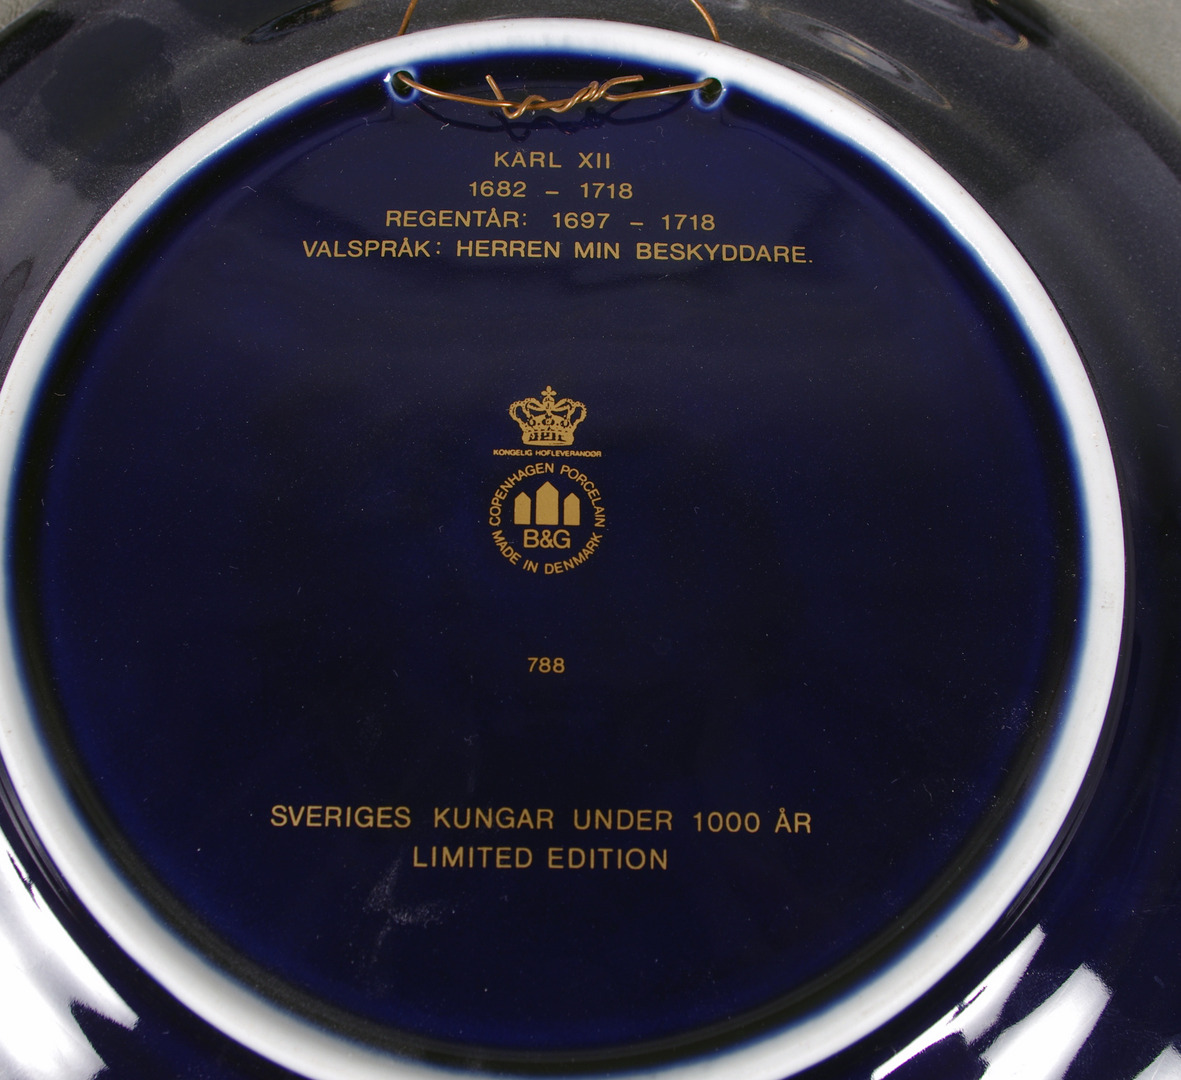 KARL XII
1682 – 1718
REGENTÅR: 1697 – 1718
VALSPRÅK: HERREN MIN BESKYDDARE.
KONGELIG HOFLEVERANDØR
COPENHAGEN PORCELAIN
B&G
MADE IN DENMARK
788
SVERIGES KUNGAR UNDER 1000 ÅR
LIMITED EDITION